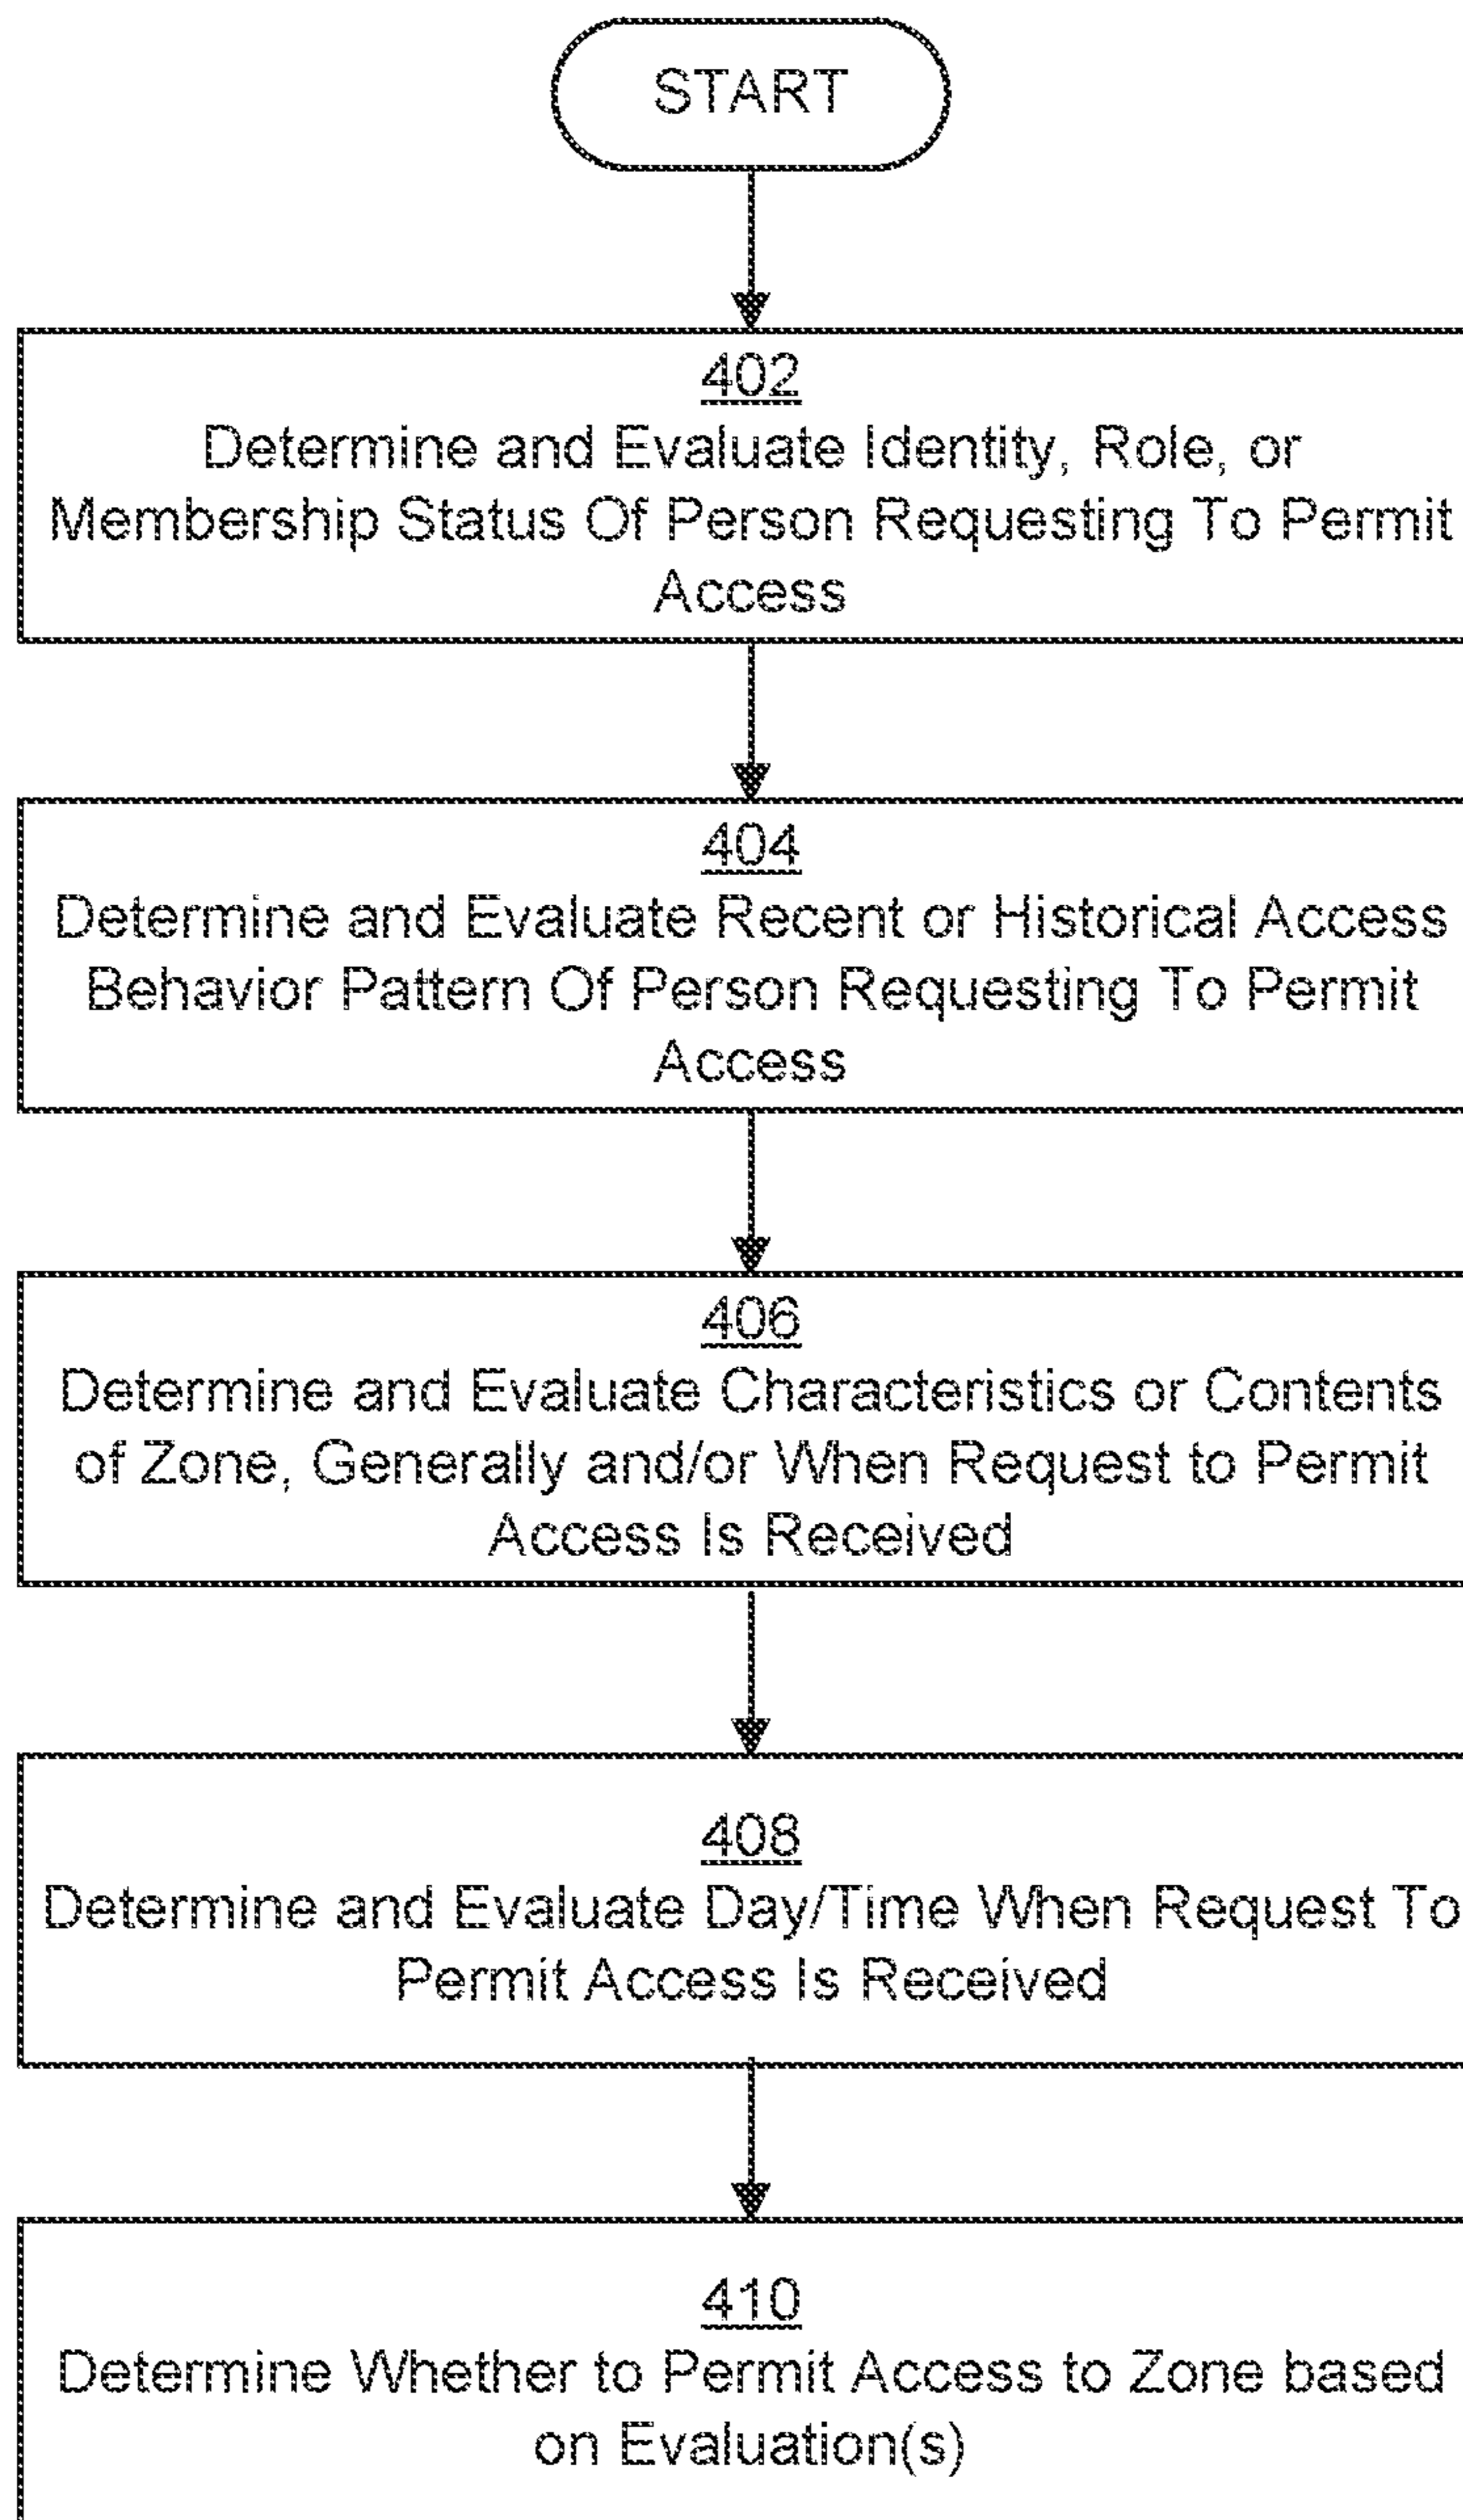 START
402
Determine and Evaluate Identity, Role, or
Membership Status Of Person Requesting To Permit
Access
404
Determine and Evaluate Recent or Historical Access
Behavior Pattern Of Person Requesting To Permit
Access
406
Determine and Evaluate Characteristics or Contents
of Zone, Generally and/or When Request to Permit
Access Is Received
408
Determine and Evaluate Day/Time When Request To
Permit Access Is Received
410
Determine Whether to Permit Access to Zone based
on Evaluation(s)